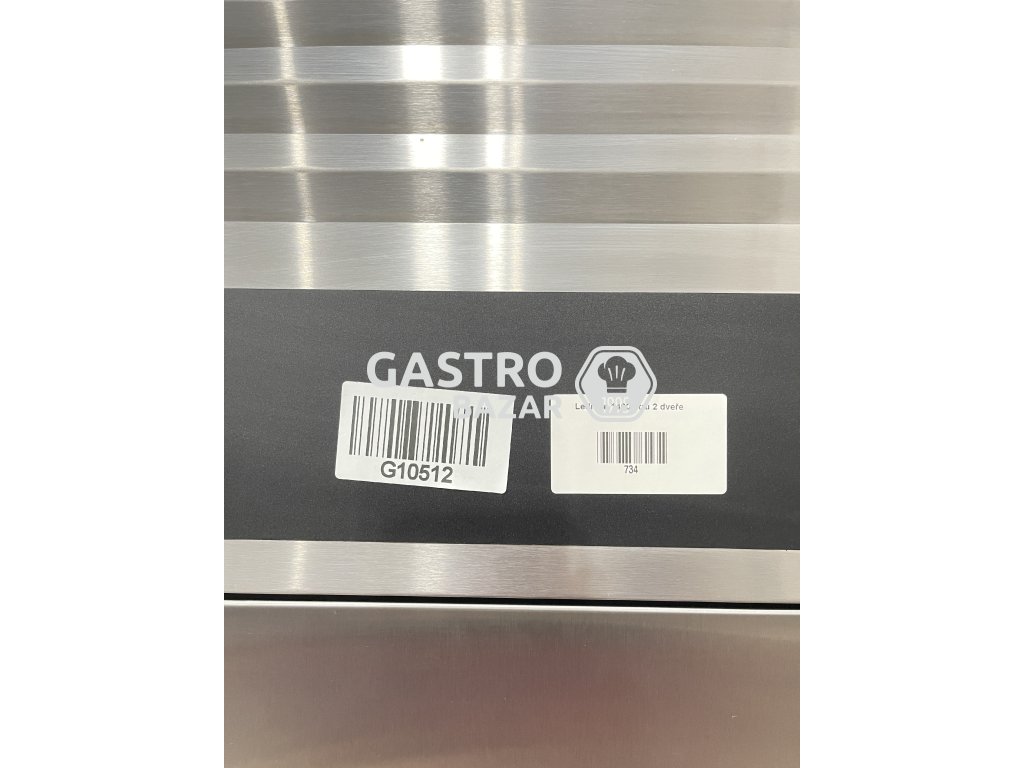 GASTRO
BAZAR
G10512
2 dveře
734